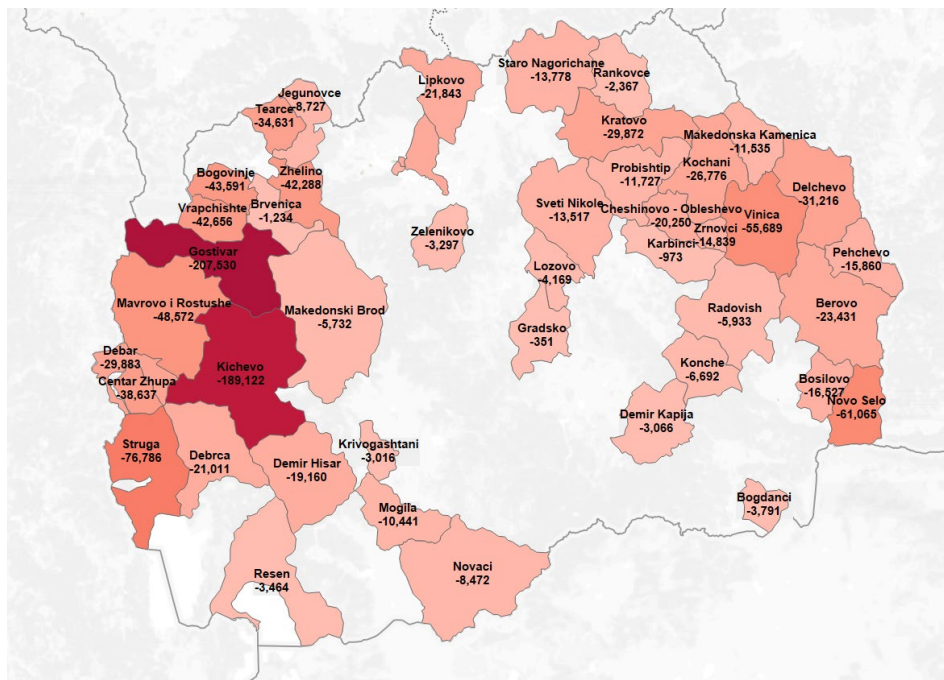 Staro Nagorichane
-13,778
Rankovce
-2,367
Lipkovo
-21,843
Jegunovce
-8,727
Tearce
-34,631
Kratovo
-29,872
Makedonska Kamenica
-11,535
Bogovinje
-43,591
Zhelino
-42,288
Probishtip
-11,727
Kochani
-26,776
Delchevo
-31,216
Vrapchishte
-42,656
Brvenica
-1,234
Sveti Nikole
-13,517
Cheshinovo - Obleshevo
-20,250
Vinica
-55,689
Zelenikovo
-3,297
Zrnovci
-14,839
Karbinci
-973
Gostivar
-207,530
Pehchevo
-15,860
Lozovo
-4,169
Mavrovo i Rostushe
-48,572
Makedonski Brod
-5,732
Radovish
-5,933
Berovo
-23,431
Gradsko
-351
Debar
-29,883
Kichevo
-189,122
Konche
-6,692
Centar Zhupa
-38,637
Bosilovo
-16,527
Novo Selo
-61,065
Demir Kapija
-3,066
Struga
-76,786
Debrca
-21,011
Krivogashtani
-3,016
Demir Hisar
-19,160
Bogdanci
-3,791
Mogila
-10,441
Novaci
-8,472
Resen
-3,464